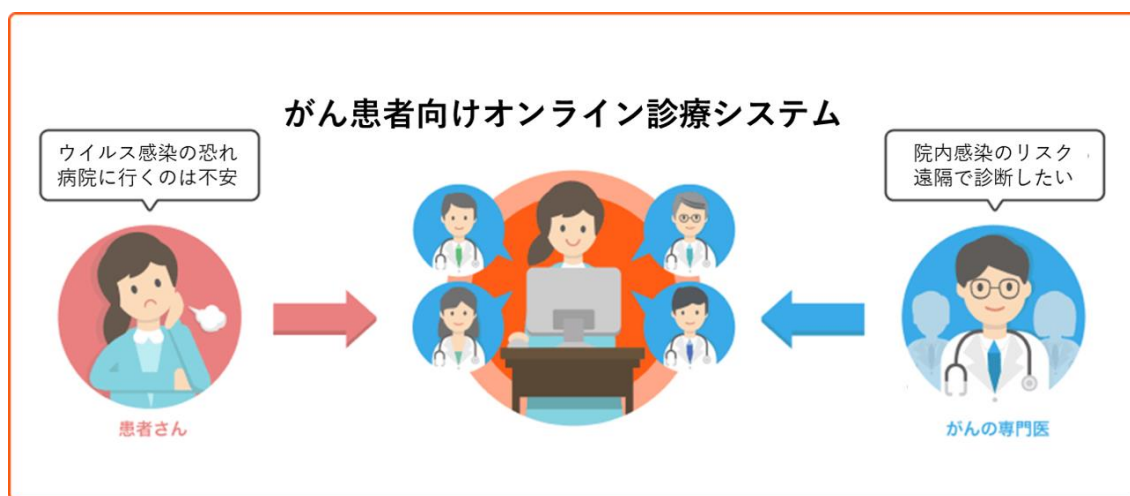 がん患者向けオンライン診療システム
ウイルス感染の恐れ
病院に行くのは不安
院内感染のリスク
遠隔で診断したい
患者さん
がんの専門医